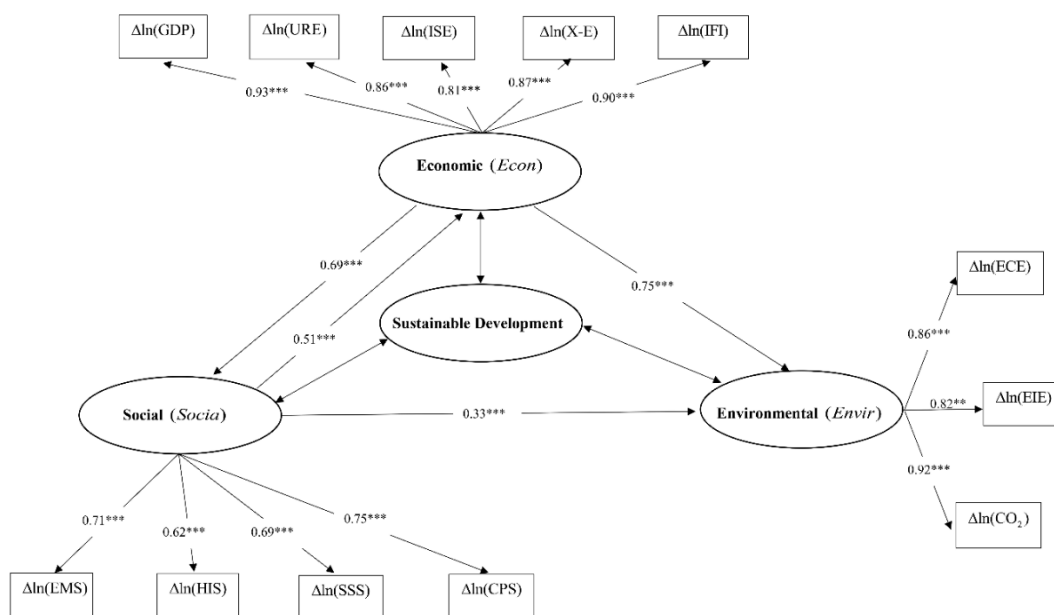 Δln(GDP)
Δln(URE)
Δln(ISE)
Δln(X-E)
Δln(IFI)
0.93***
0.86***
0.81***
0.87***
0.90***
Economic (Econ)
0.69***
0.51***
0.75***
Sustainable Development
Social (Socia)
0.33***
Environmental (Envir)
Δln(ECE)
0.86***
0.82**
Δln(EIE)
0.92***
Δln(CO₂)
0.71***
0.62***
0.69***
0.75***
Δln(EMS)
Δln(HIS)
Δln(SSS)
Δln(CPS)